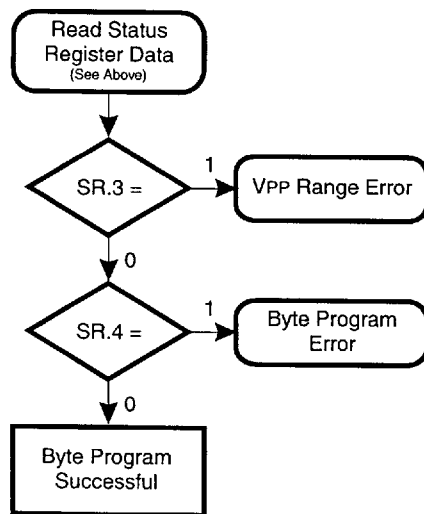 Read Status
Register Data
(See Above)
SR.3 =
1
VPP Range Error
0
SR.4 =
1
Byte Program
Error
0
Byte Program
Successful